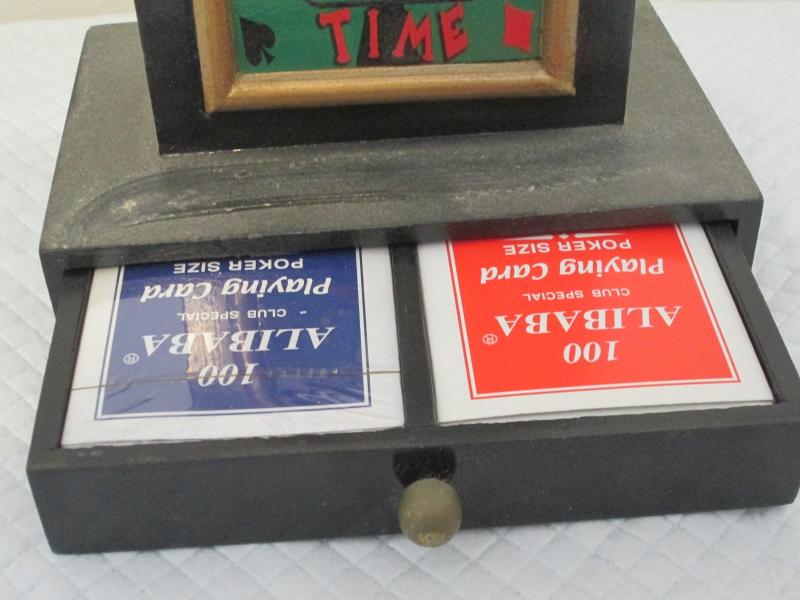 TIME
100
ALIBABA®
CLUB SPECIAL
Playing Card
POKER SIZE
100
ALIBABA®
CLUB SPECIAL
Playing Card
POKER SIZE